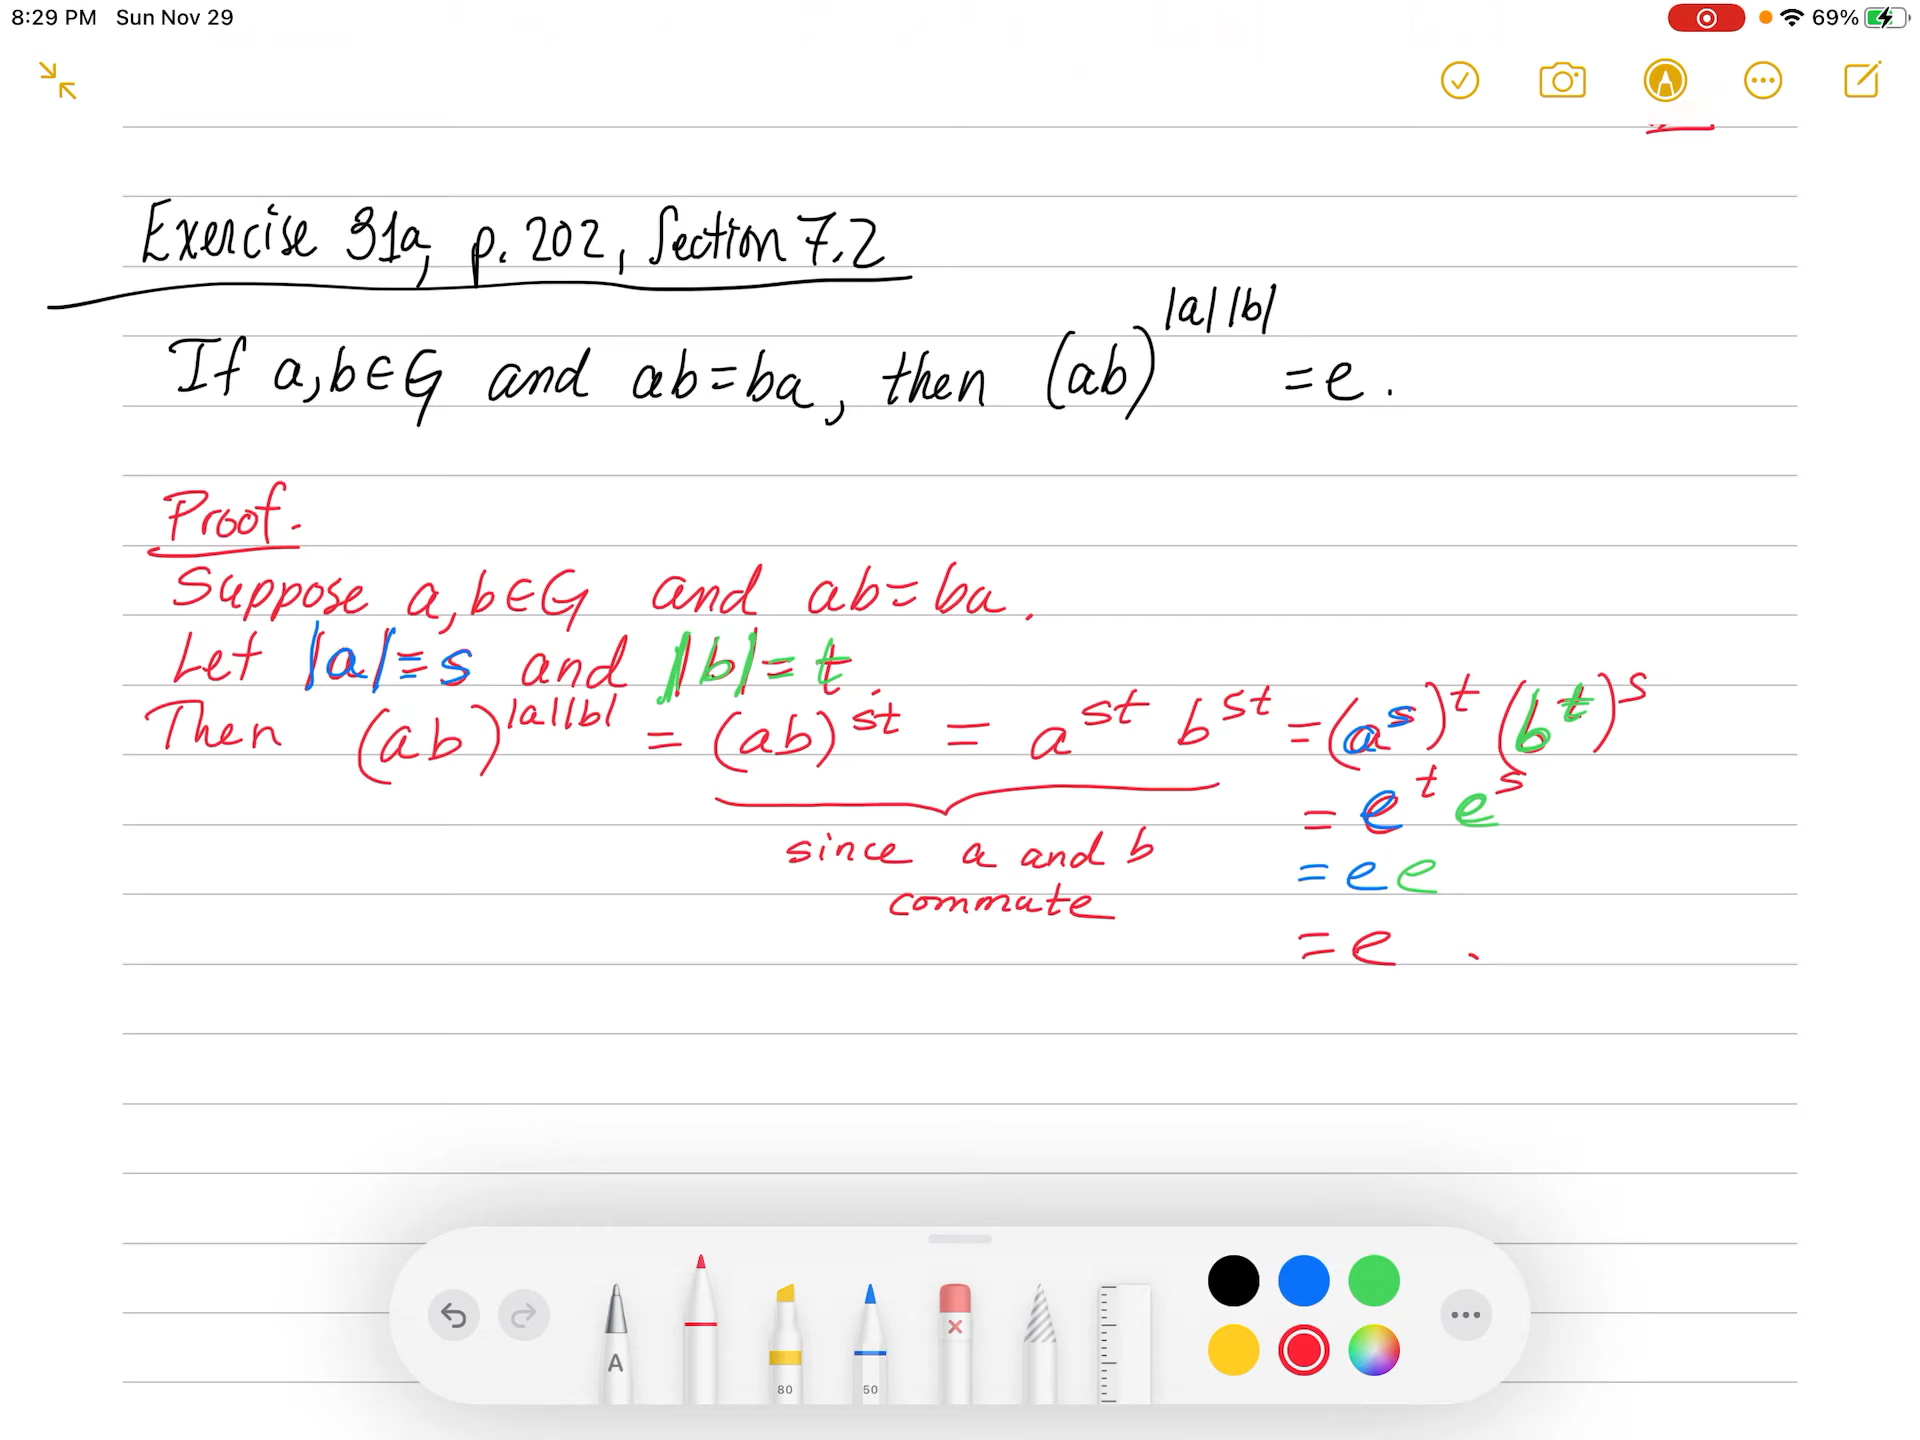 8:29 PM Sun Nov 29 69%
Exercise 31a, p. 202, Section 7.2
If a,b∈G and ab=ba, then (ab)^|a||b| = e.
Proof.
Suppose a,b∈G and ab=ba.
Let |a|=s and |b|=t.
Then (ab)^|a||b| = (ab)^st = a^st b^st = (a^s)^t (b^t)^s
= e^t e^s
since a and b
= e e
commute
= e .
A
80
50